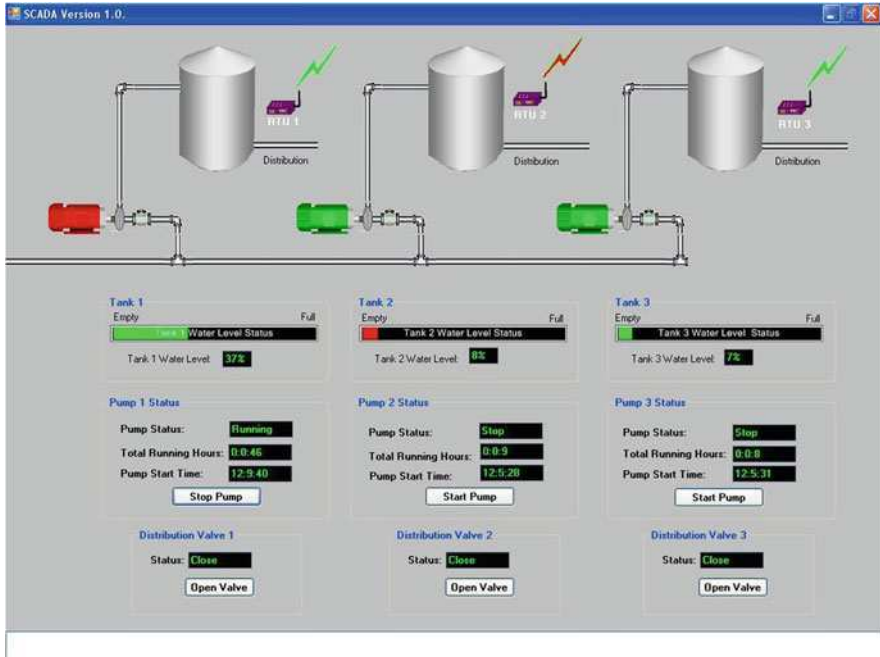 SCADA Version 1.0.
RTU 1
RTU 2
RTU 3
Distribution
Distribution
Distribution
Tank 1
Empty Full
Tank 1 Water Level Status
Tank 1 Water Level: 37%
Tank 2
Empty Full
Tank 2 Water Level Status
Tank 2 Water Level: 8%
Tank 3
Empty Full
Tank 3 Water Level Status
Tank 3 Water Level: 7%
Pump 1 Status
Pump Status: Running
Total Running Hours: 0:0:46
Pump Start Time: 12:9:40
Stop Pump
Pump 2 Status
Pump Status: Stop
Total Running Hours: 0:0:9
Pump Start Time: 12:5:28
Start Pump
Pump 3 Status
Pump Status: Stop
Total Running Hours: 0:0:8
Pump Start Time: 12:5:31
Start Pump
Distribution Valve 1
Status: Close
Open Valve
Distribution Valve 2
Status: Close
Open Valve
Distribution Valve 3
Status: Close
Open Valve